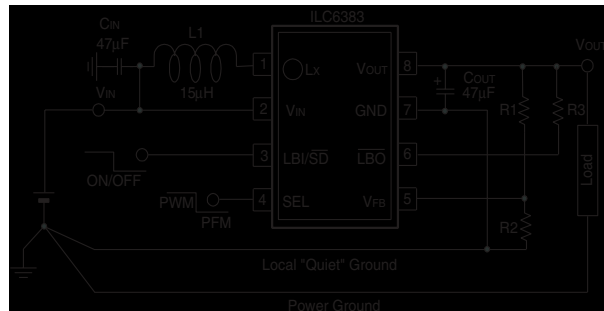 ILC6383
CIN
47µF
L1
15µH
VIN
1
LX
VOUT
8
2
VIN
GND
7
3
LBI/SD
LBO
6
4
SEL
VFB
5
ON/OFF
PWM
PFM
COUT
47µF
R1
R3
R2
VOUT
Load
Local "Quiet" Ground
Power Ground